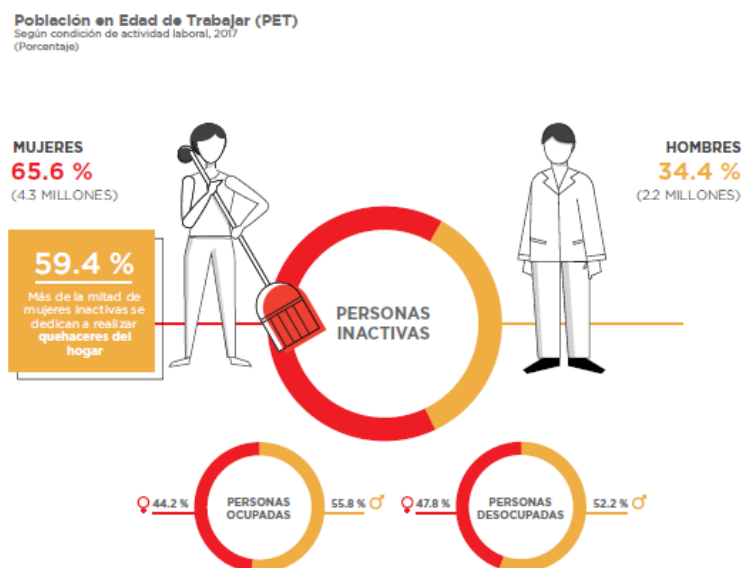 Población en Edad de Trabajar (PET)
Según condición de actividad laboral, 2017
(Porcentaje)
MUJERES
65.6 %
(4.3 MILLONES)
HOMBRES
34.4 %
(2.2 MILLONES)
59.4 %
Más de la mitad de
mujeres inactivas se
dedican a realizar
quehaceres del
hogar
PERSONAS
INACTIVAS
44.2 %
PERSONAS
OCUPADAS
55.8 %
47.8 %
PERSONAS
DESOCUPADAS
52.2 %